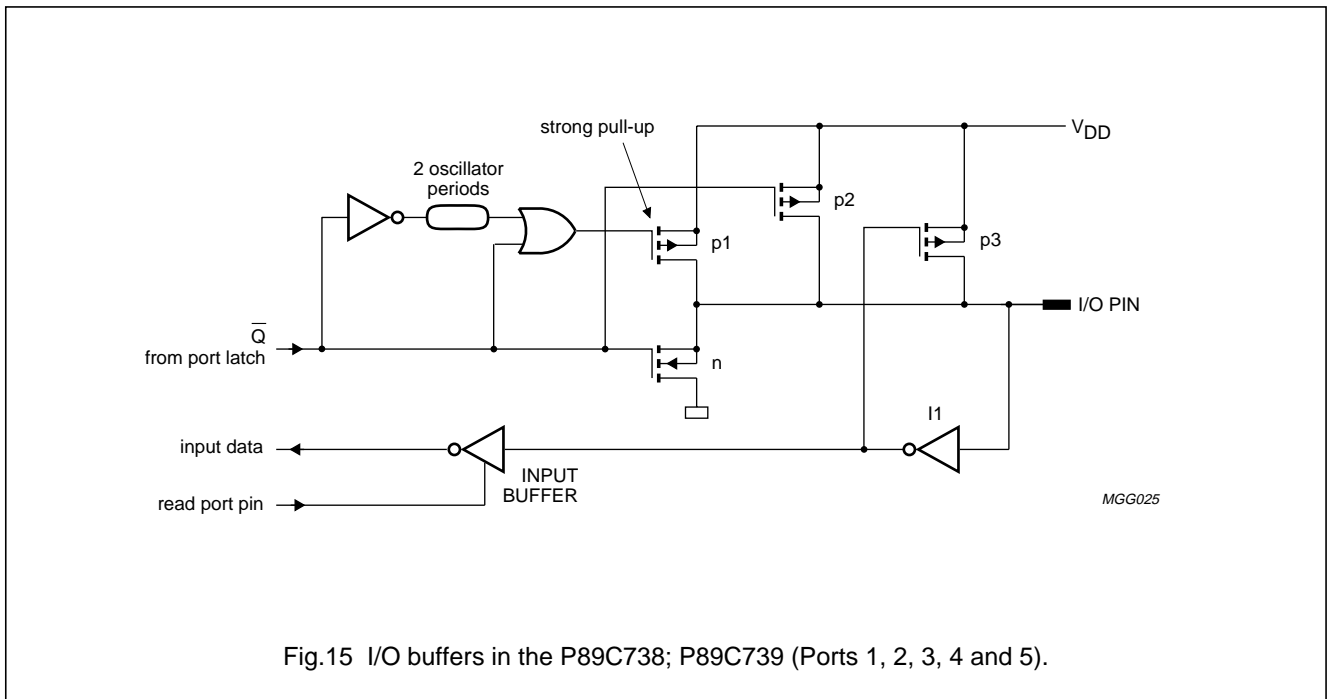 strong pull-up
V_DD
2 oscillator
periods
p2
p1
p3
I/O PIN
Q̅
from port latch
n
I1
input data
INPUT
BUFFER
read port pin
MGG025
Fig.15 I/O buffers in the P89C738; P89C739 (Ports 1, 2, 3, 4 and 5).